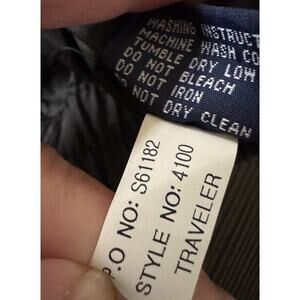 WASHING INSTRUCT
MACHINE WASH CO
TUMBLE DRY LOW
DO NOT BLEACH
DO NOT IRON
DO NOT DRY CLEAN
P.O NO: S61182
STYLE NO: 4100
TRAVELER